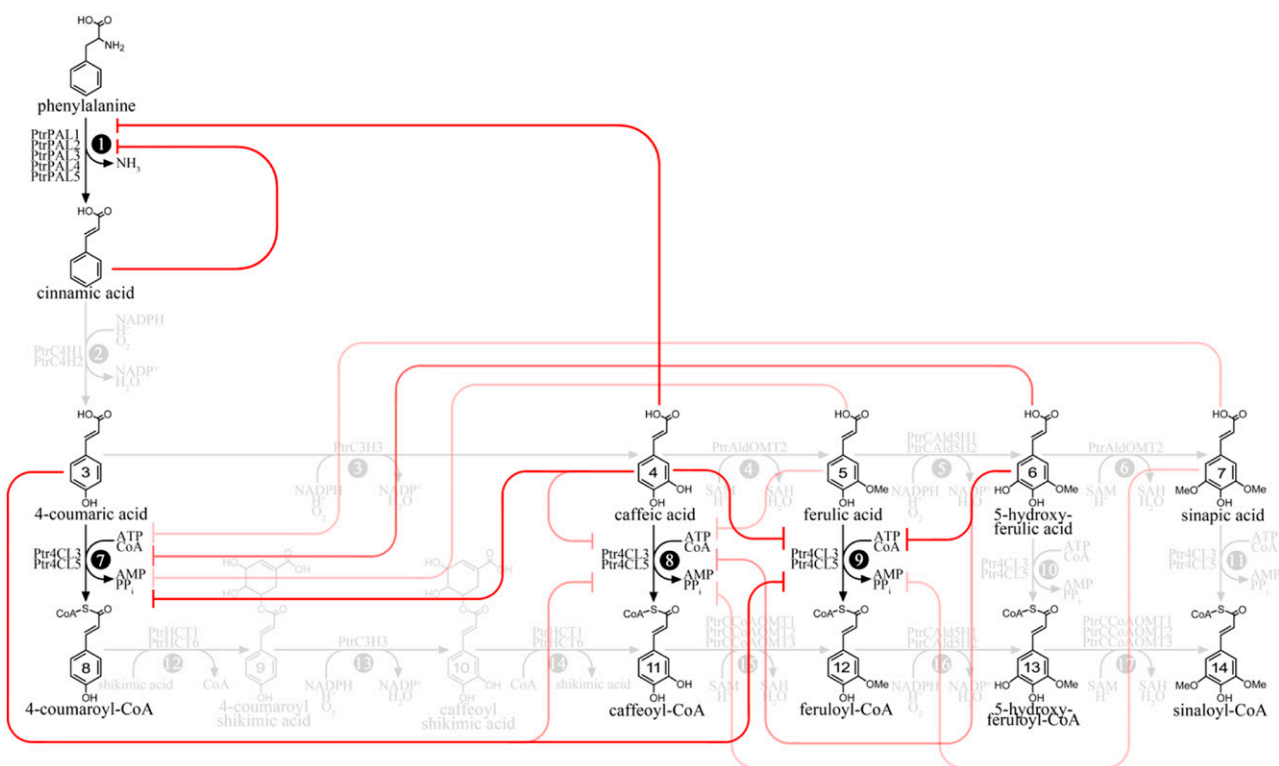 HO O
NH₂
phenylalanine
PtrPAL1
PtrPAL2
PtrPAL3
PtrPAL4
PtrPAL5
1
NH₃
HO O
cinnamic acid
PtrC4H1
PtrC4H2
2
NADPH
H⁺
O₂
NADP⁺
H₂O
HO O
3
OH
4-coumaric acid
PtrC3H3
3
NADPH
H⁺
O₂
NADP⁺
H₂O
HO O
4
OH
OH
caffeic acid
PtrAldOMT2
4
SAM
H⁺
SAH
H₂O
HO O
5
OMe
OH
ferulic acid
PtrCAld5H1
PtrCAld5H2
5
NADPH
H⁺
O₂
NADP⁺
H₂O
HO O
6
HO
OMe
OH
5-hydroxy-
ferulic acid
PtrAldOMT2
6
SAM
H⁺
SAH
H₂O
HO O
7
MeO
OMe
OH
sinapic acid
Ptr4CL3
Ptr4CL5
7
ATP
CoA
AMP
PPi
Ptr4CL3
Ptr4CL5
8
ATP
CoA
AMP
PPi
Ptr4CL3
Ptr4CL5
9
ATP
CoA
AMP
PPi
Ptr4CL3
Ptr4CL5
10
ATP
CoA
AMP
PPi
Ptr4CL3
Ptr4CL5
11
ATP
CoA
AMP
PPi
CoA S O
8
OH
4-coumaroyl-CoA
PtrHCT1
PtrHCT6
12
shikimic acid
CoA
HO
OH
HO
O
O
9
OH
4-coumaroyl
shikimic acid
PtrC3H3
13
NADPH
H⁺
O₂
NADP⁺
H₂O
HO
OH
HO
O
O
10
OH
OH
caffeoyl
shikimic acid
PtrHCT1
PtrHCT6
14
CoA
shikimic acid
CoA S O
11
OH
OH
caffeoyl-CoA
PtrCCoAOMT1
PtrCCoAOMT2
PtrCCoAOMT3
15
SAM
H⁺
SAH
H₂O
CoA S O
12
OMe
OH
feruloyl-CoA
PtrCAld5H1
PtrCAld5H2
16
NADPH
H⁺
O₂
NADP⁺
H₂O
CoA S O
13
HO
OMe
OH
5-hydroxy-
feruloyl-CoA
PtrCCoAOMT1
PtrCCoAOMT2
PtrCCoAOMT3
17
SAM
H⁺
SAH
H₂O
CoA S O
14
MeO
OMe
OH
sinaloyl-CoA